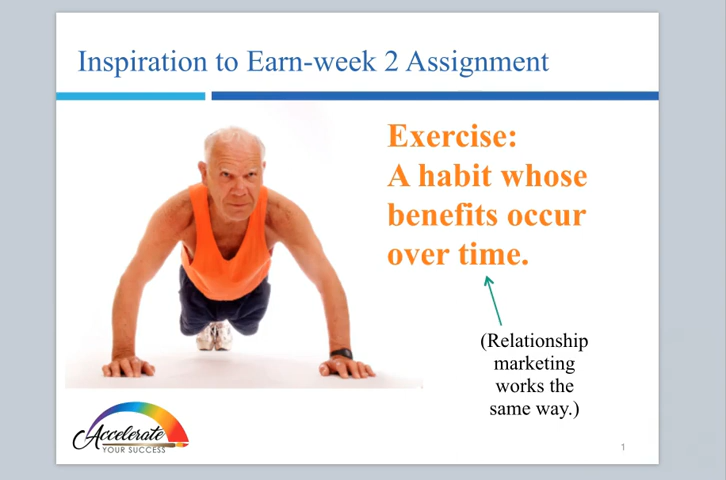 Inspiration to Earn-week 2 Assignment
Exercise:
A habit whose
benefits occur
over time.
(Relationship
marketing
works the
same way.)
Accelerate
YOUR SUCCESS
1